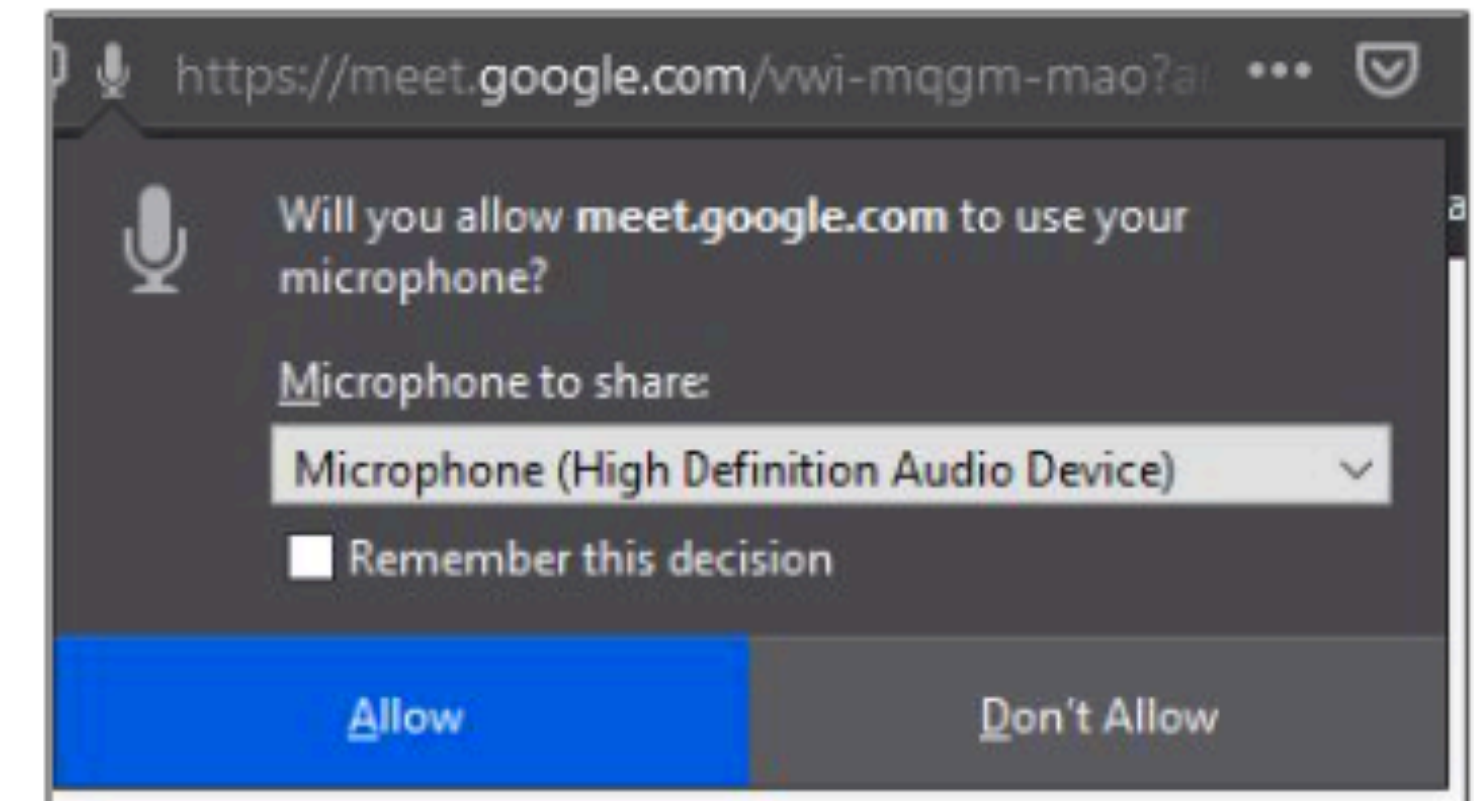 https://meet.google.com/vwi-mqgm-mao?a
Will you allow meet.google.com to use your
microphone?
Microphone to share:
Microphone (High Definition Audio Device)
Remember this decision
Allow
Don't Allow